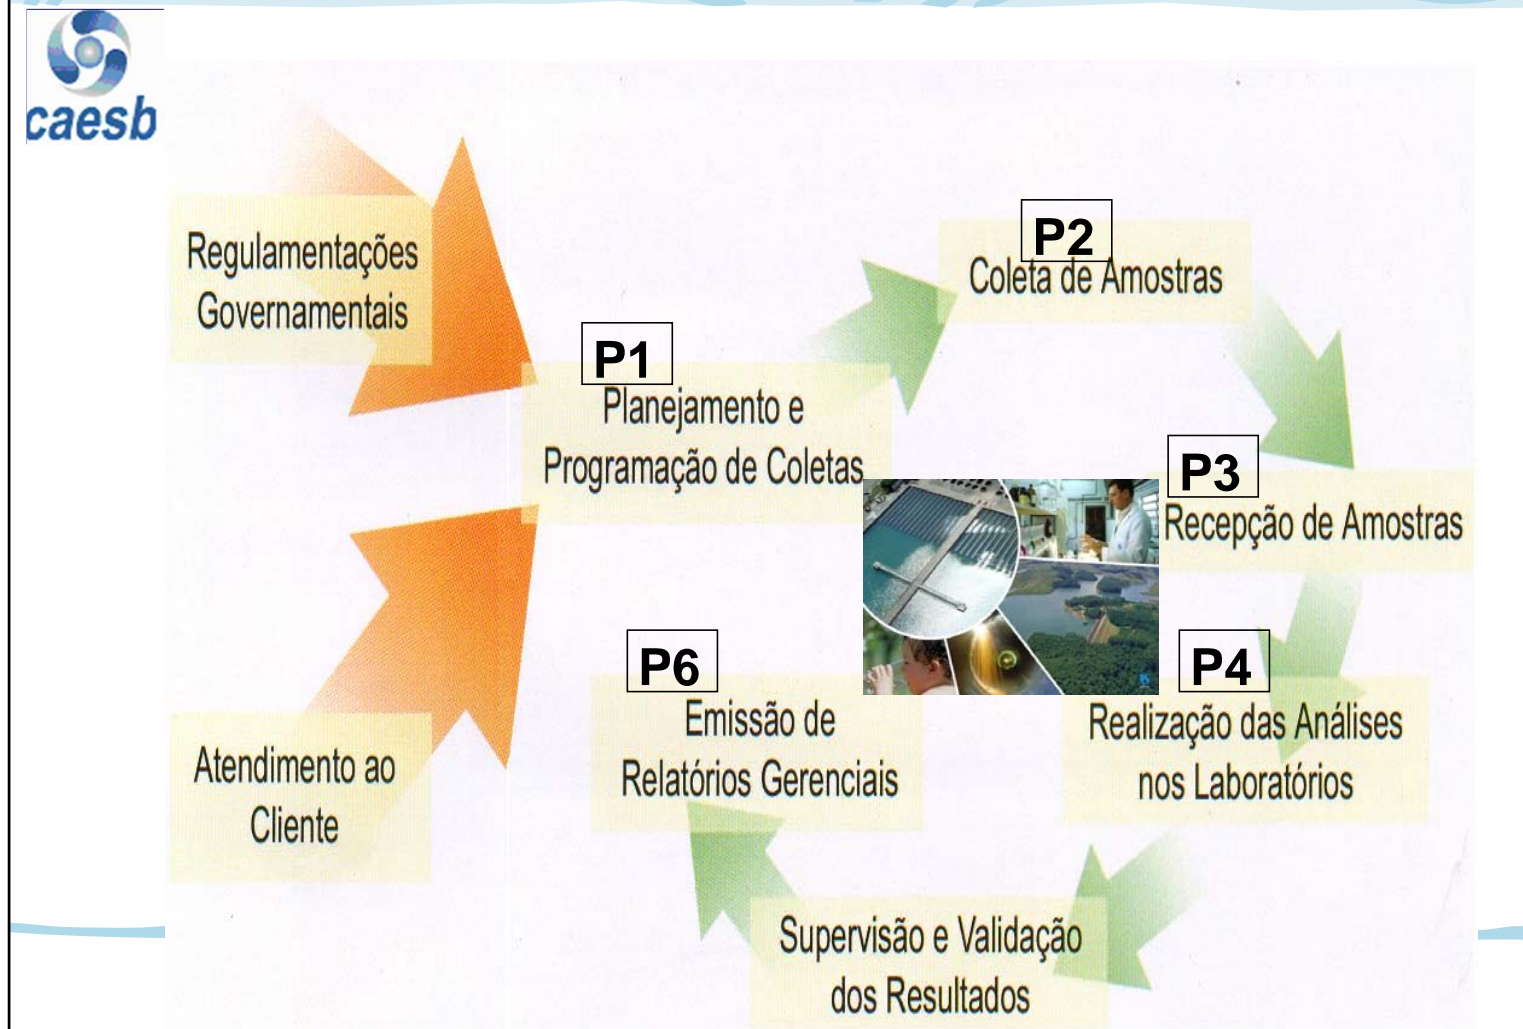 caesb
Regulamentações
Governamentais
P1
Planejamento e
Programação de Coletas
P2
Coleta de Amostras
P3
Recepção de Amostras
P4
Realização das Análises
nos Laboratórios
Supervisão e Validação
dos Resultados
P6
Emissão de
Relatórios Gerenciais
Atendimento ao
Cliente